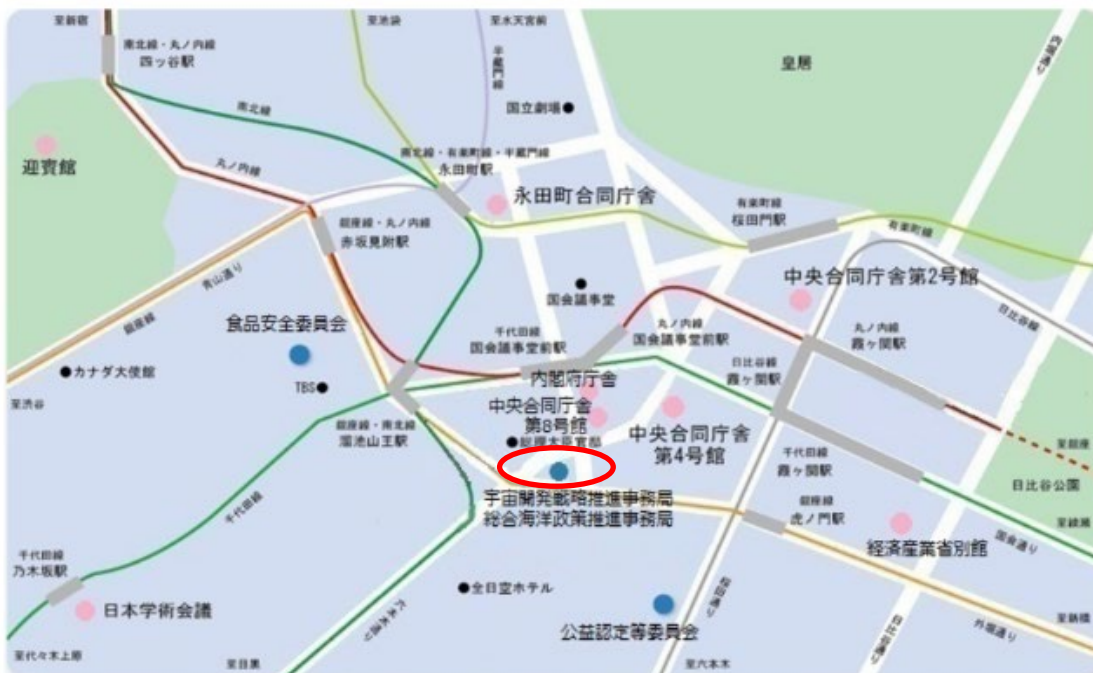 至新宿
至池袋
至水天宮前
南北線・丸ノ内線
四ッ谷駅
半蔵門線
内堀通り
皇居
国立劇場●
南北線
迎賓館
丸ノ内線
南北線・有楽町線・半蔵門線
永田町駅
永田町合同庁舎
有楽町線
桜田門駅
有楽町線
銀座線・丸ノ内線
赤坂見附駅
青山通り
銀座線
中央合同庁舎第2号館
国会議事堂
日比谷線
食品安全委員会
千代田線
国会議事堂前駅
丸ノ内線
国会議事堂前駅
丸ノ内線
霞ヶ関駅
日比谷線
霞ヶ関駅
●カナダ大使館
TBS●
内閣府庁舎
至渋谷
中央合同庁舎
第8号館
銀座線・南北線
溜池山王駅
●総理大臣官邸
中央合同庁舎
第4号館
至銀座
千代田線
霞ヶ関駅
日比谷公園
宇宙開発戦略推進事務局
総合海洋政策推進事務局
銀座線
虎ノ門駅
千代田線
至綾瀬
経済産業省別館
国会通り
千代田線
乃木坂駅
●全日空ホテル
桜田通り
日本学術会議
六本木通り
公益認定等委員会
外堀通り
至新橋
日比谷通り
至代々木上原
至目黒
至六本木